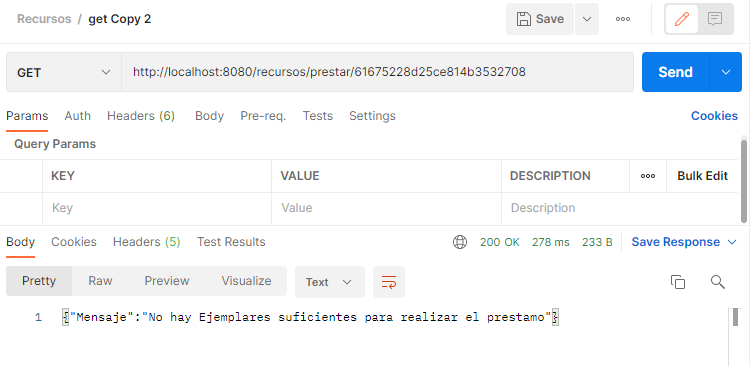 Recursos / get Copy 2 Save
GET http://localhost:8080/recursos/prestar/61675228d25ce814b3532708 Send
Params Auth Headers (6) Body Pre-req. Tests Settings Cookies
Query Params
KEY VALUE DESCRIPTION Bulk Edit
Key Value Description
Body Cookies Headers (5) Test Results 200 OK 278 ms 233 B Save Response
Pretty Raw Preview Visualize Text
1 {"Mensaje":"No hay Ejemplares suficientes para realizar el prestamo"}